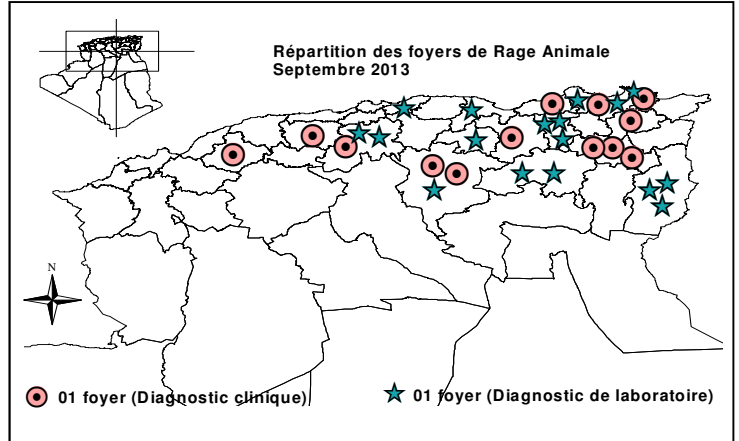 Répartition des foyers de Rage Animale
Septembre 2013
N
01 foyer (Diagnostic clinique)
01 foyer (Diagnostic de laboratoire)